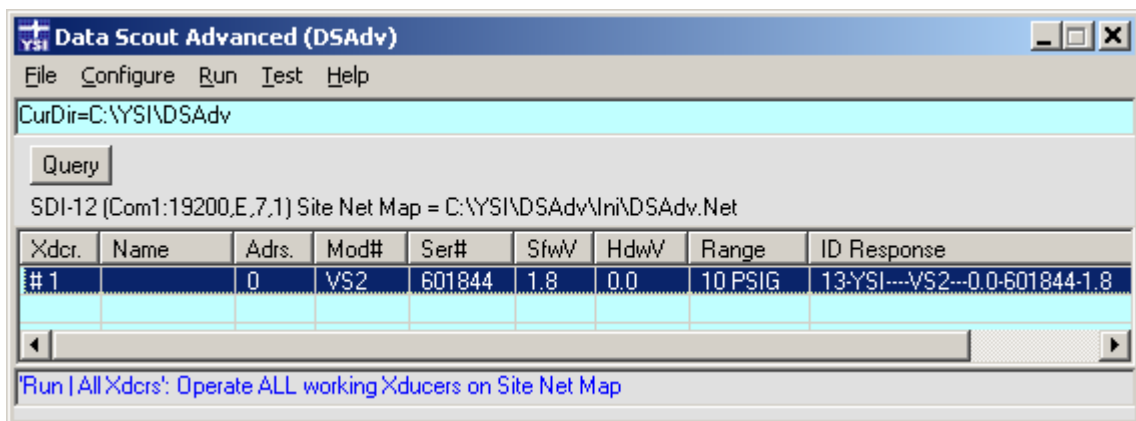 YSI Data Scout Advanced (DSAdv)
File Configure Run Test Help
CurDir=C:\YSI\DSAdv
Query
SDI-12 (Com1:19200,E,7,1) Site Net Map = C:\YSI\DSAdv\Ini\DSAdv.Net
Xdcr. Name Adrs. Mod# Ser# SfwV HdwV Range ID Response
# 1 0 VS2 601844 1.8 0.0 10 PSIG 13-YSI----VS2---0.0-601844-1.8
'Run | All Xdcrs': Operate ALL working Xducers on Site Net Map